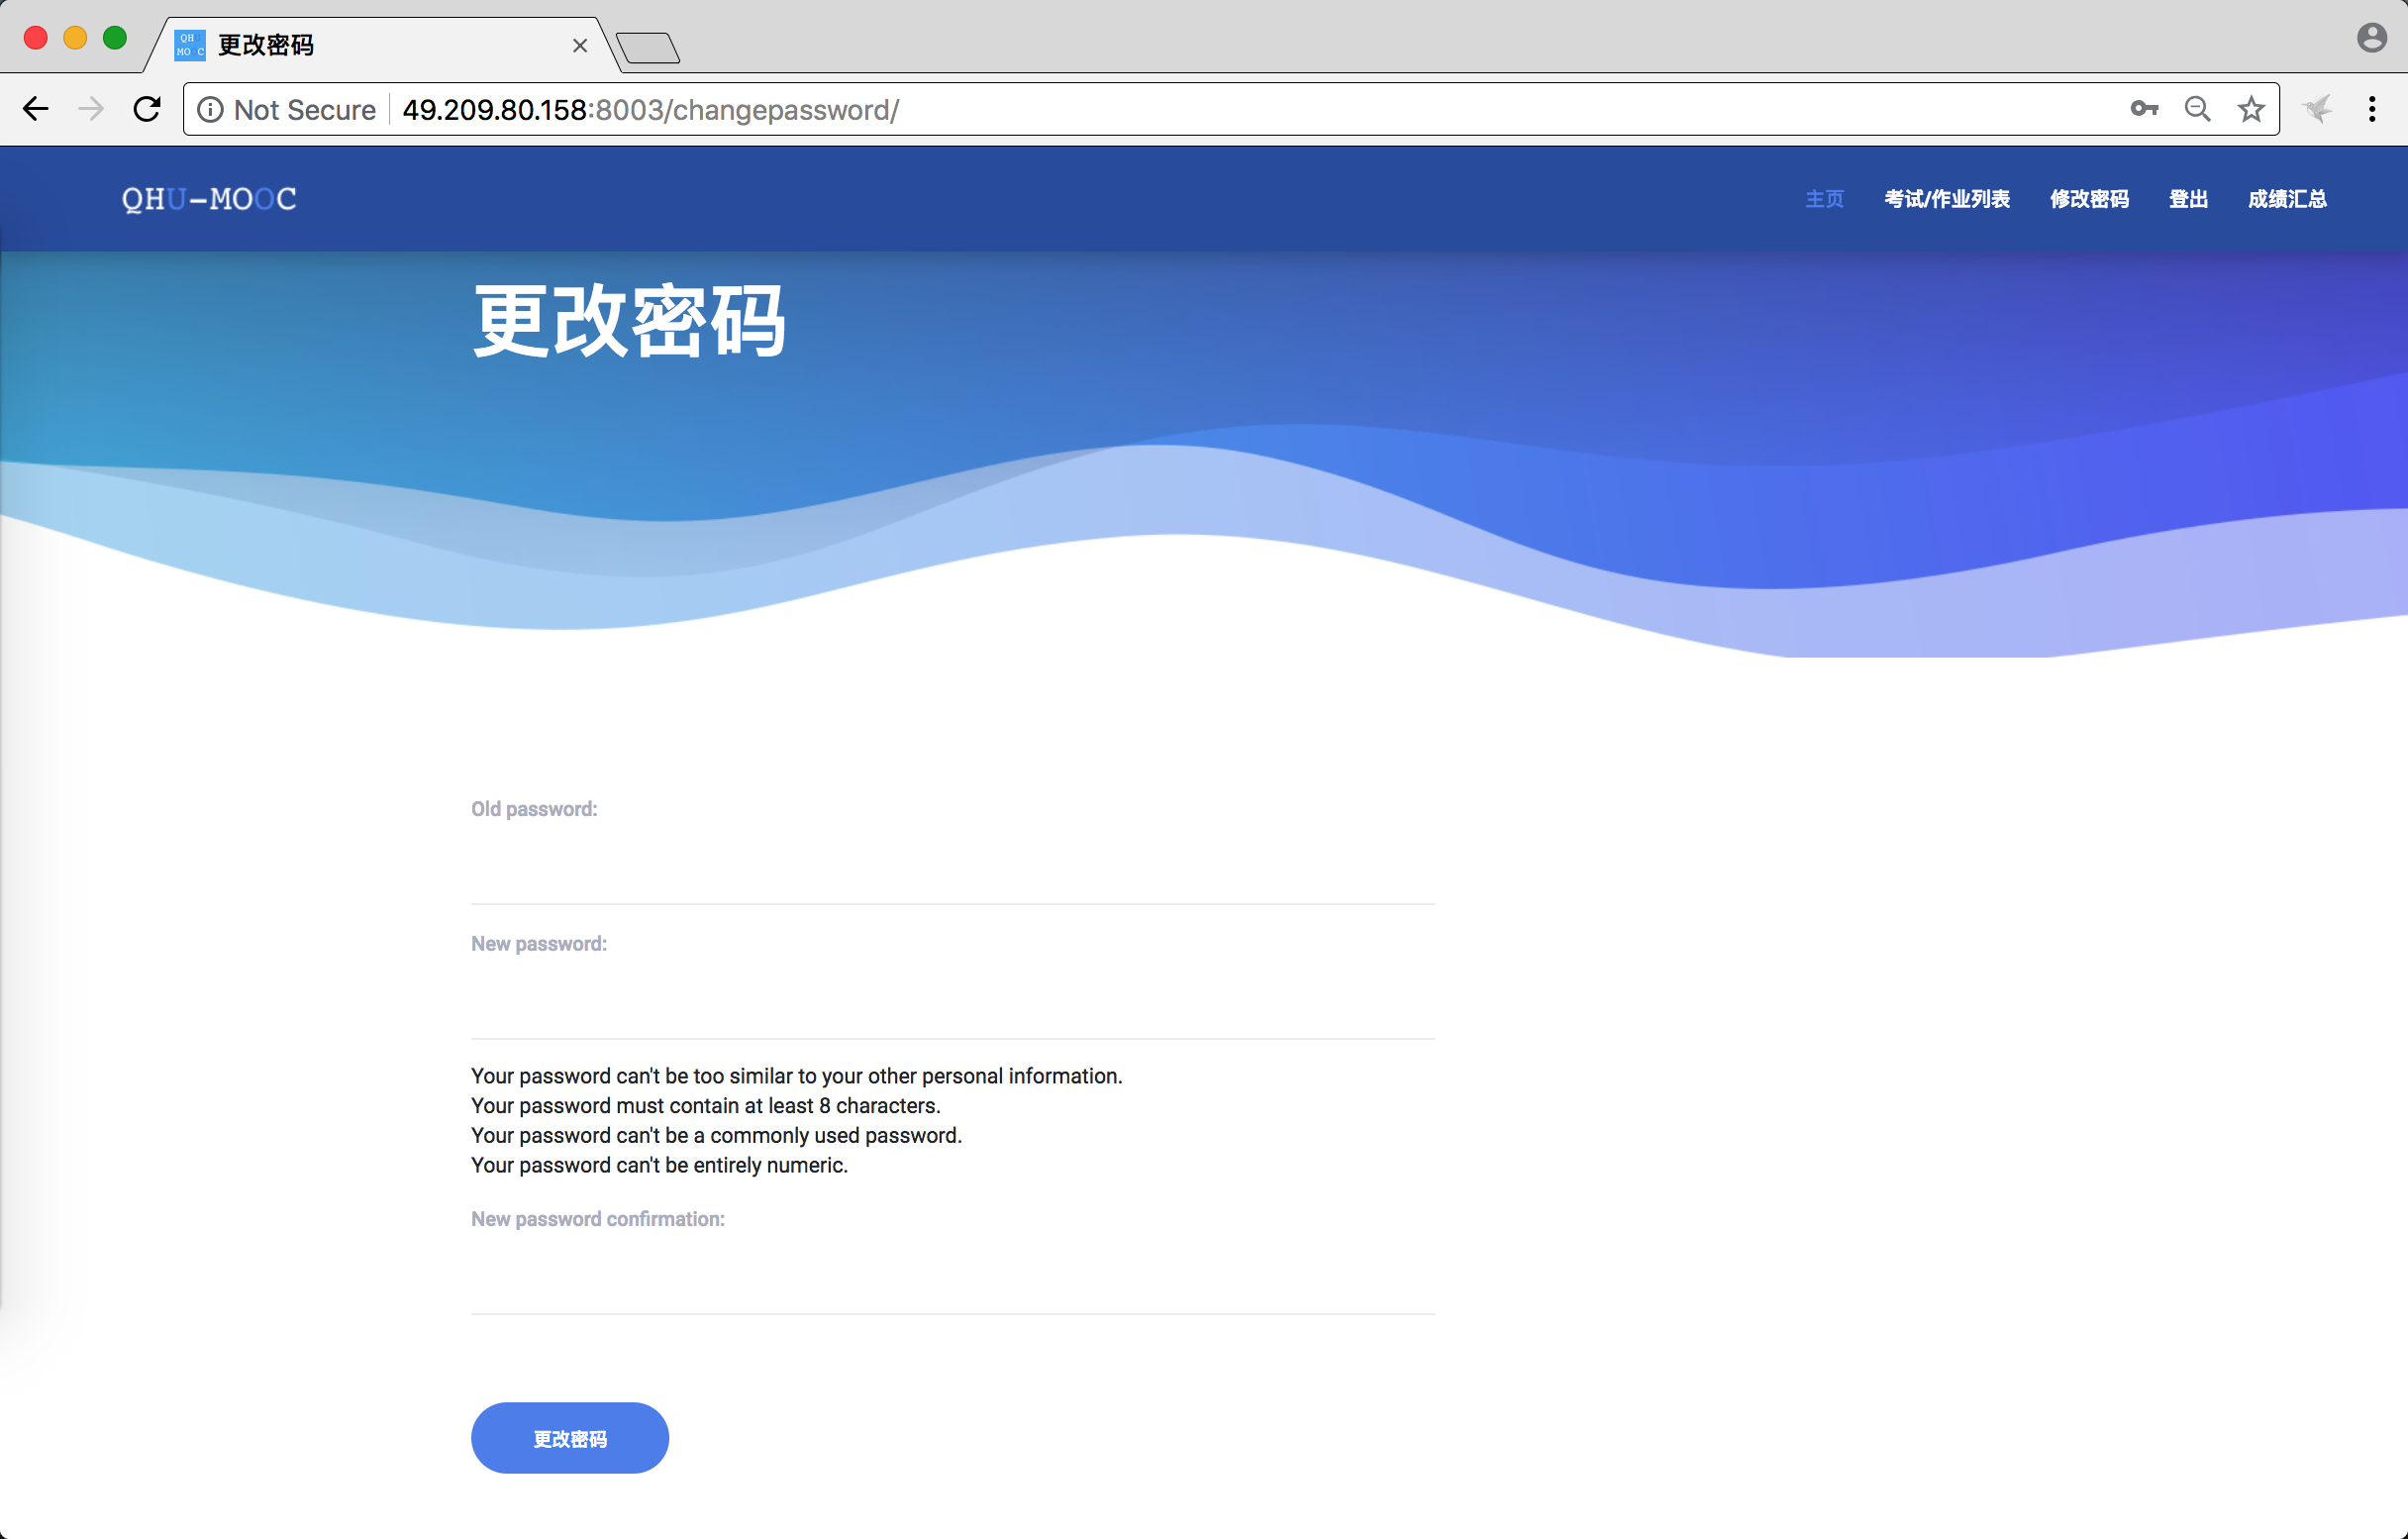 QHU
MOOC
更改密码
Not Secure
49.209.80.158:8003/changepassword/
QHU-MOOC
主页 考试/作业列表 修改密码 登出 成绩汇总
更改密码
Old password:
New password:
Your password can't be too similar to your other personal information.
Your password must contain at least 8 characters.
Your password can't be a commonly used password.
Your password can't be entirely numeric.
New password confirmation:
更改密码